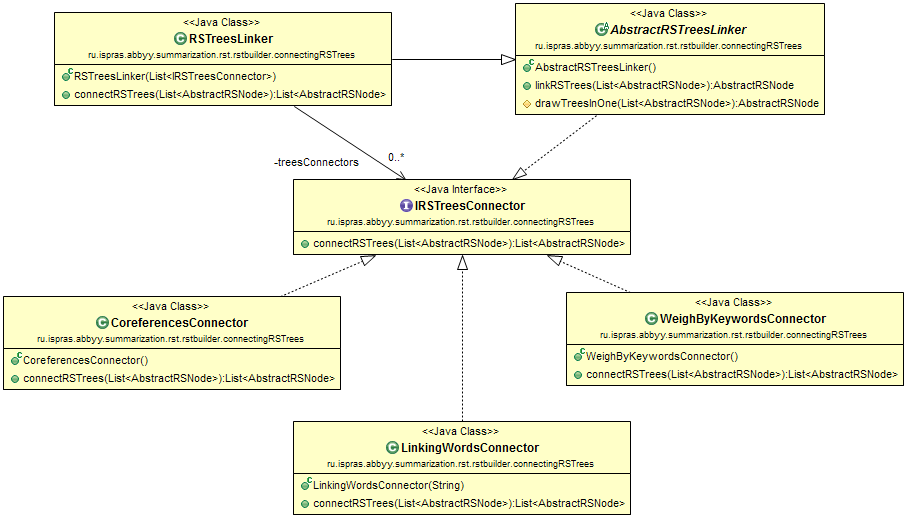 <<Java Class>>
RSTreesLinker
ru.ispras.abbyy.summarization.rst.rstbuilder.connectingRSTrees
RSTreesLinker(List<IRSTreesConnector>)
connectRSTrees(List<AbstractRSNode>):List<AbstractRSNode>
<<Java Class>>
AbstractRSTreesLinker
ru.ispras.abbyy.summarization.rst.rstbuilder.connectingRSTrees
AbstractRSTreesLinker()
linkRSTrees(List<AbstractRSNode>):AbstractRSNode
drawTreesInOne(List<AbstractRSNode>):AbstractRSNode
-treesConnectors
0..*
<<Java Interface>>
IRSTreesConnector
ru.ispras.abbyy.summarization.rst.rstbuilder.connectingRSTrees
connectRSTrees(List<AbstractRSNode>):List<AbstractRSNode>
<<Java Class>>
CoreferencesConnector
ru.ispras.abbyy.summarization.rst.rstbuilder.connectingRSTrees
CoreferencesConnector()
connectRSTrees(List<AbstractRSNode>):List<AbstractRSNode>
<<Java Class>>
WeighByKeywordsConnector
ru.ispras.abbyy.summarization.rst.rstbuilder.connectingRSTrees
WeighByKeywordsConnector()
connectRSTrees(List<AbstractRSNode>):List<AbstractRSNode>
<<Java Class>>
LinkingWordsConnector
ru.ispras.abbyy.summarization.rst.rstbuilder.connectingRSTrees
LinkingWordsConnector(String)
connectRSTrees(List<AbstractRSNode>):List<AbstractRSNode>